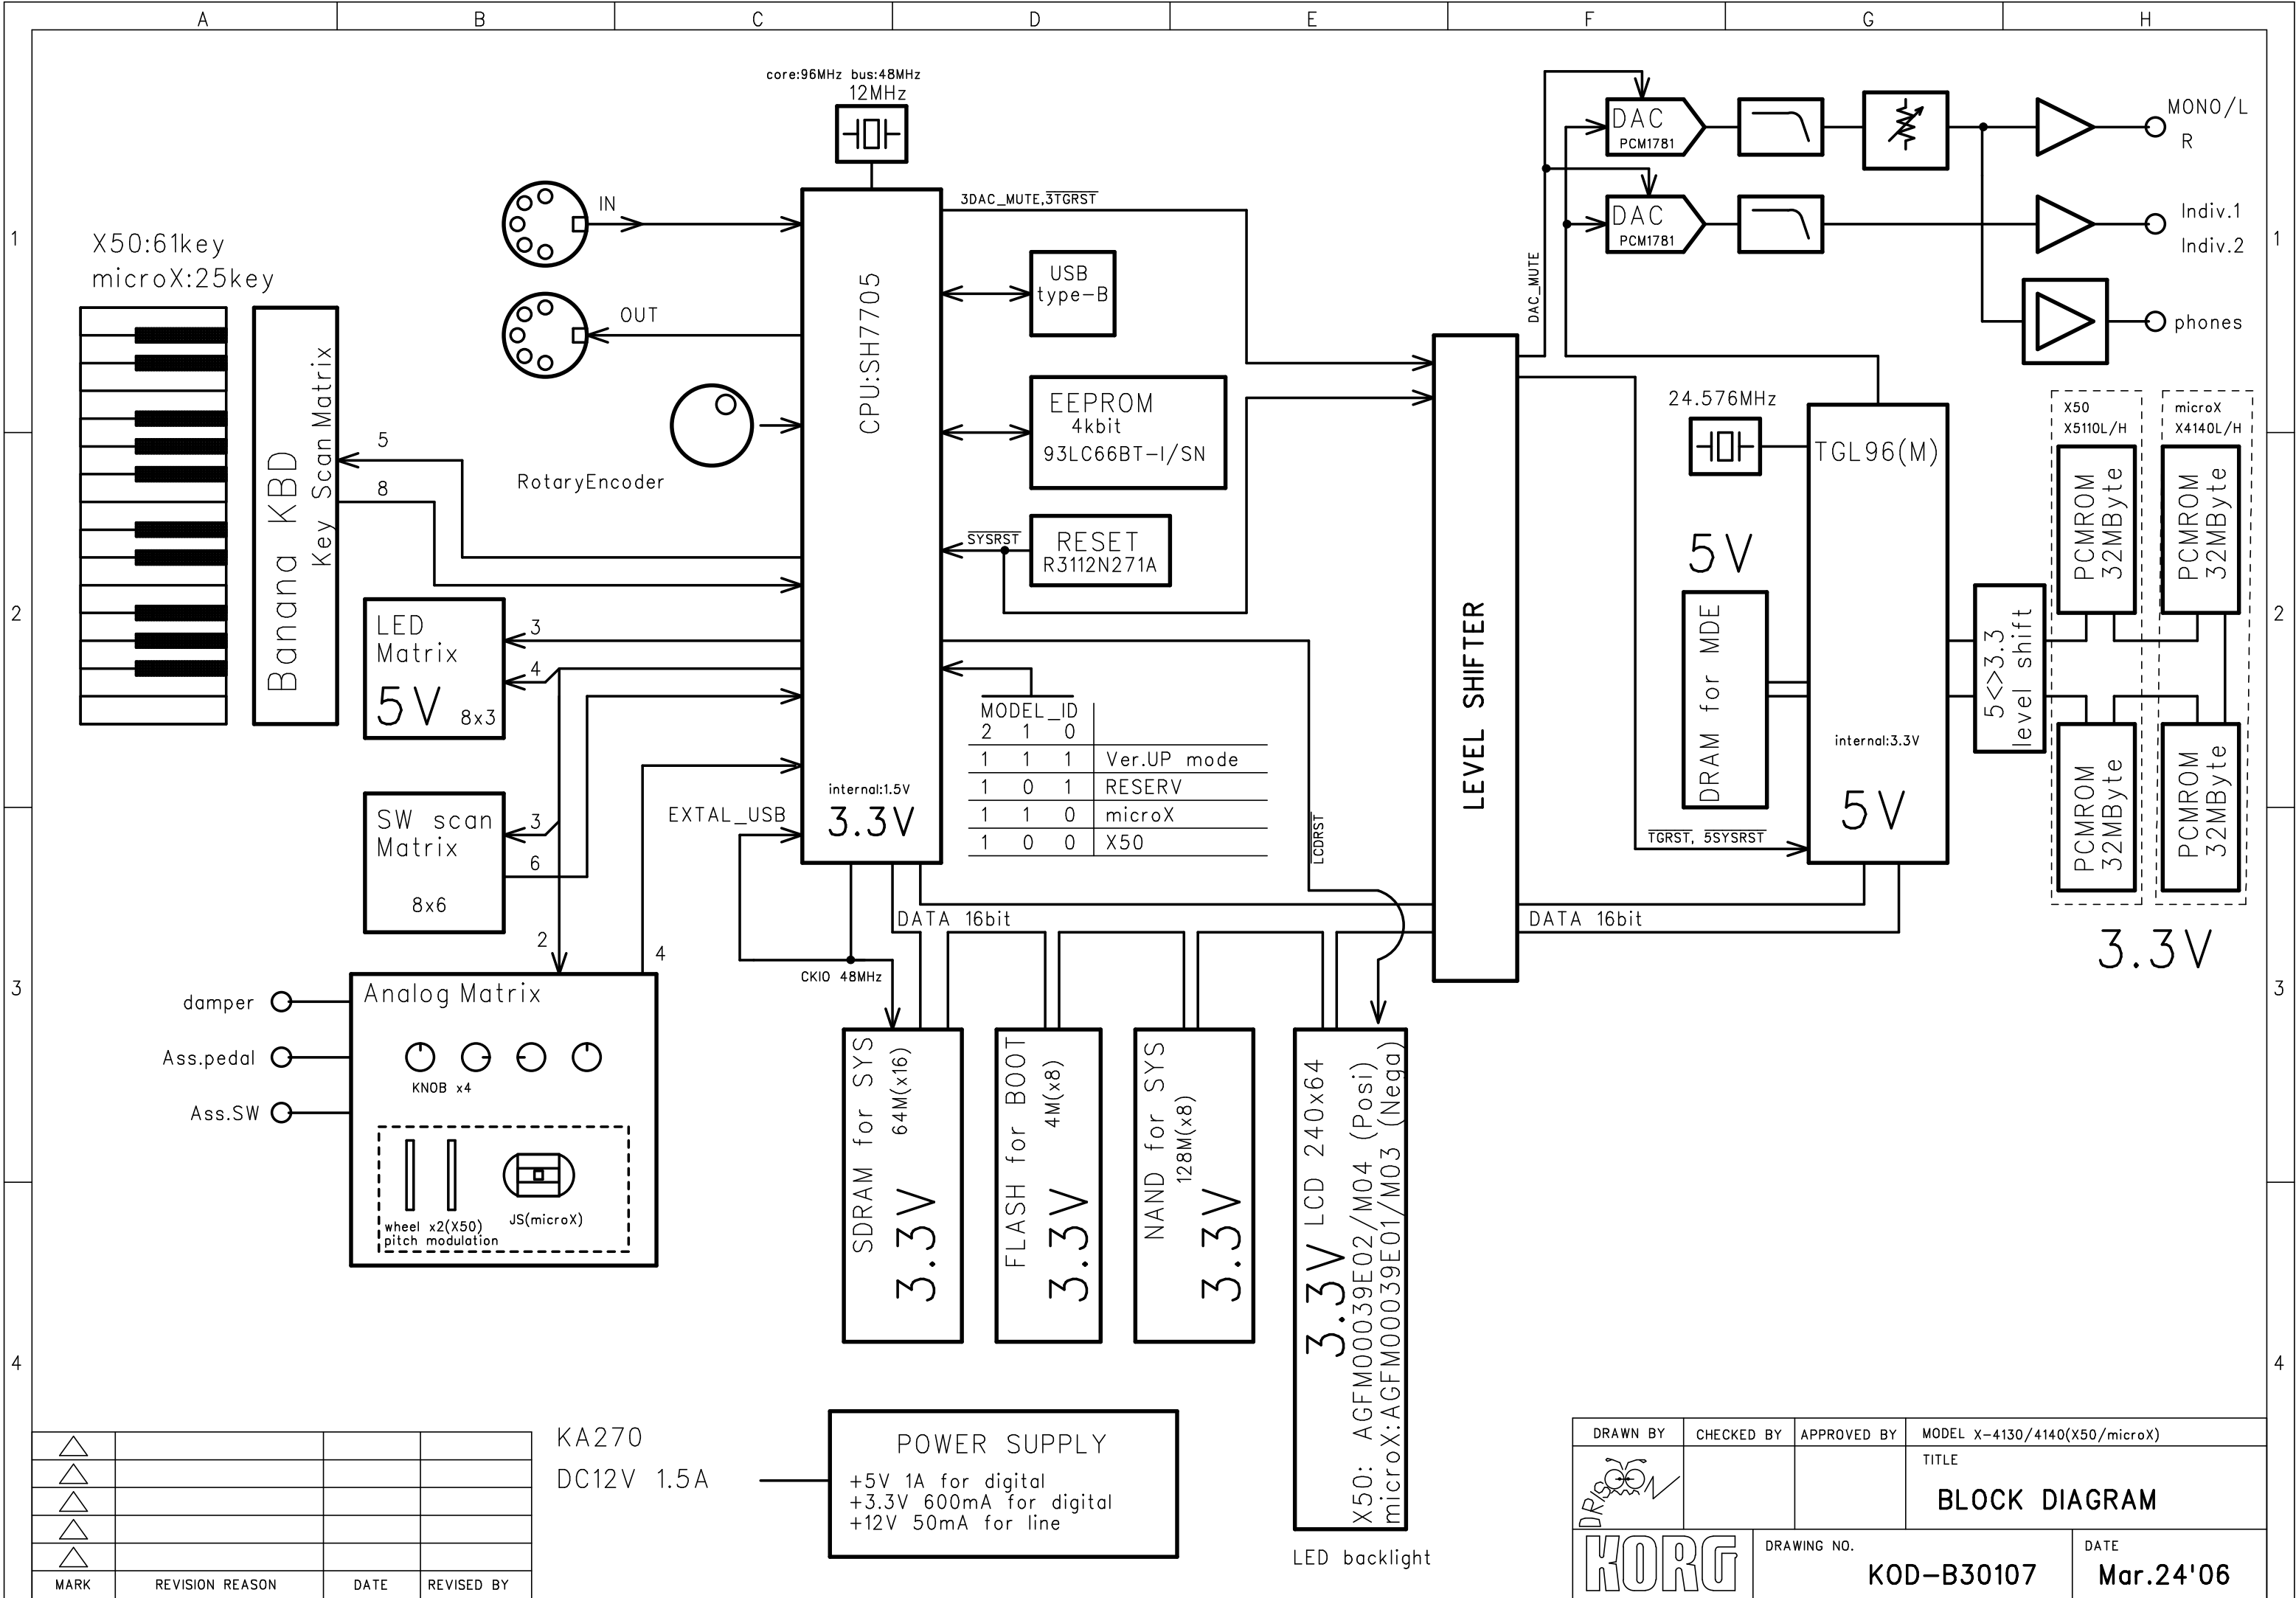 A B C D E F G H
core:96MHz bus:48MHz
12MHz
IN
OUT
RotaryEncoder
X50:61key
microX:25key
Banana KBD
Key Scan Matrix
5
8
CPU:SH7705
internal:1.5V
3.3V
3DAC_MUTE,3TGRST
USB
type-B
EEPROM
4kbit
93LC66BT-I/SN
SYSRST
RESET
R3112N271A
LED
Matrix
5V 8x3
3
4
SW scan
Matrix
8x6
3
6
2
4
EXTAL_USB
CKIO 48MHz
MODEL_ID
2 1 0
1 1 1 Ver.UP mode
1 0 1 RESERV
1 1 0 microX
1 0 0 X50
LCDRST
DATA 16bit
LEVEL SHIFTER
DATA 16bit
DAC_MUTE
DAC
PCM1781
DAC
PCM1781
MONO/L
R
Indiv.1
Indiv.2
phones
24.576MHz
TGL96(M)
internal:3.3V
5V
5V
DRAM for MDE
TGRST, 5SYSRST
5<>3.3
level shift
X50
X5110L/H
microX
X4140L/H
PCMROM
32MByte
PCMROM
32MByte
PCMROM
32MByte
PCMROM
32MByte
3.3V
damper
Ass.pedal
Ass.SW
Analog Matrix
KNOB x4
wheel x2(X50)
pitch modulation
JS(microX)
SDRAM for SYS
64M(x16)
3.3V
FLASH for BOOT
4M(x8)
3.3V
NAND for SYS
128M(x8)
3.3V
3.3V LCD 240x64
X50: AGFM00039E02/M04 (Posi)
microX:AGFM00039E01/M03 (Nega)
LED backlight
KA270
DC12V 1.5A
POWER SUPPLY
+5V 1A for digital
+3.3V 600mA for digital
+12V 50mA for line
MARK REVISION REASON DATE REVISED BY
DRAWN BY CHECKED BY APPROVED BY MODEL X-4130/4140(X50/microX)
TITLE
BLOCK DIAGRAM
KORG
DRAWING NO.
KOD-B30107
DATE
Mar.24'06
1
2
3
4
1
2
3
4